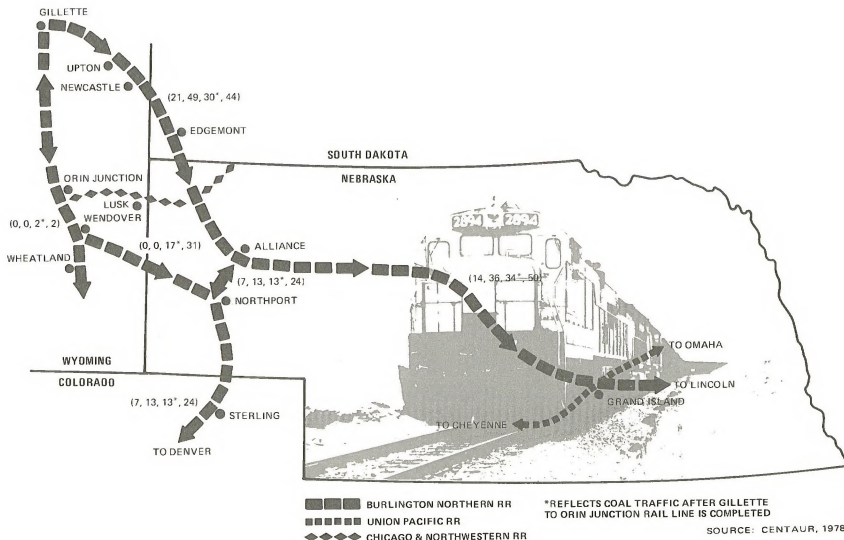 GILLETTE
UPTON
NEWCASTLE
(21, 49, 30*, 44)
EDGEMONT
SOUTH DAKOTA
NEBRASKA
ORIN JUNCTION
LUSK
WENDOVER
(0, 0, 2*, 2)
WHEATLAND
(0, 0, 17*, 31)
ALLIANCE
(7, 13, 13*, 24)
NORTHPORT
2894 2894
(14, 36, 34*, 50)
WYOMING
COLORADO
TO OMAHA
TO LINCOLN
GRAND ISLAND
TO CHEYENNE
(7, 13, 13*, 24)
STERLING
TO DENVER
BURLINGTON NORTHERN RR
UNION PACIFIC RR
CHICAGO & NORTHWESTERN RR
*REFLECTS COAL TRAFFIC AFTER GILLETTE
TO ORIN JUNCTION RAIL LINE IS COMPLETED
SOURCE: CENTAUR, 1978